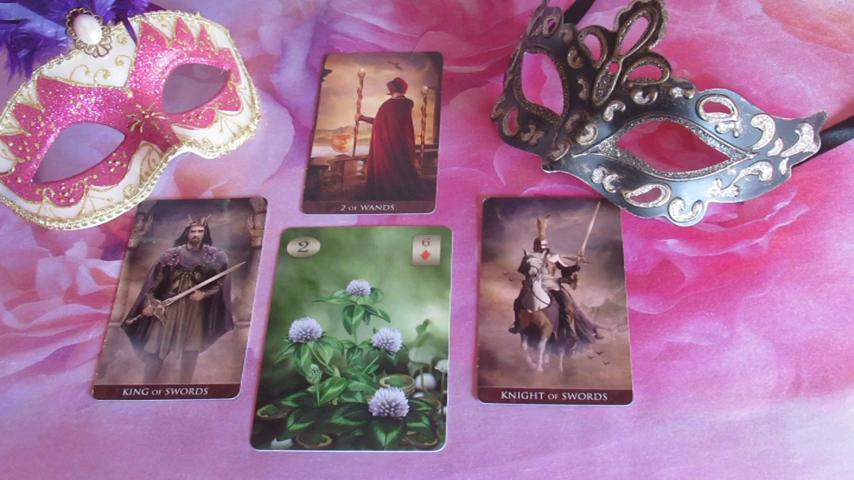 2 OF WANDS
KING OF SWORDS
2
6
KNIGHT OF SWORDS